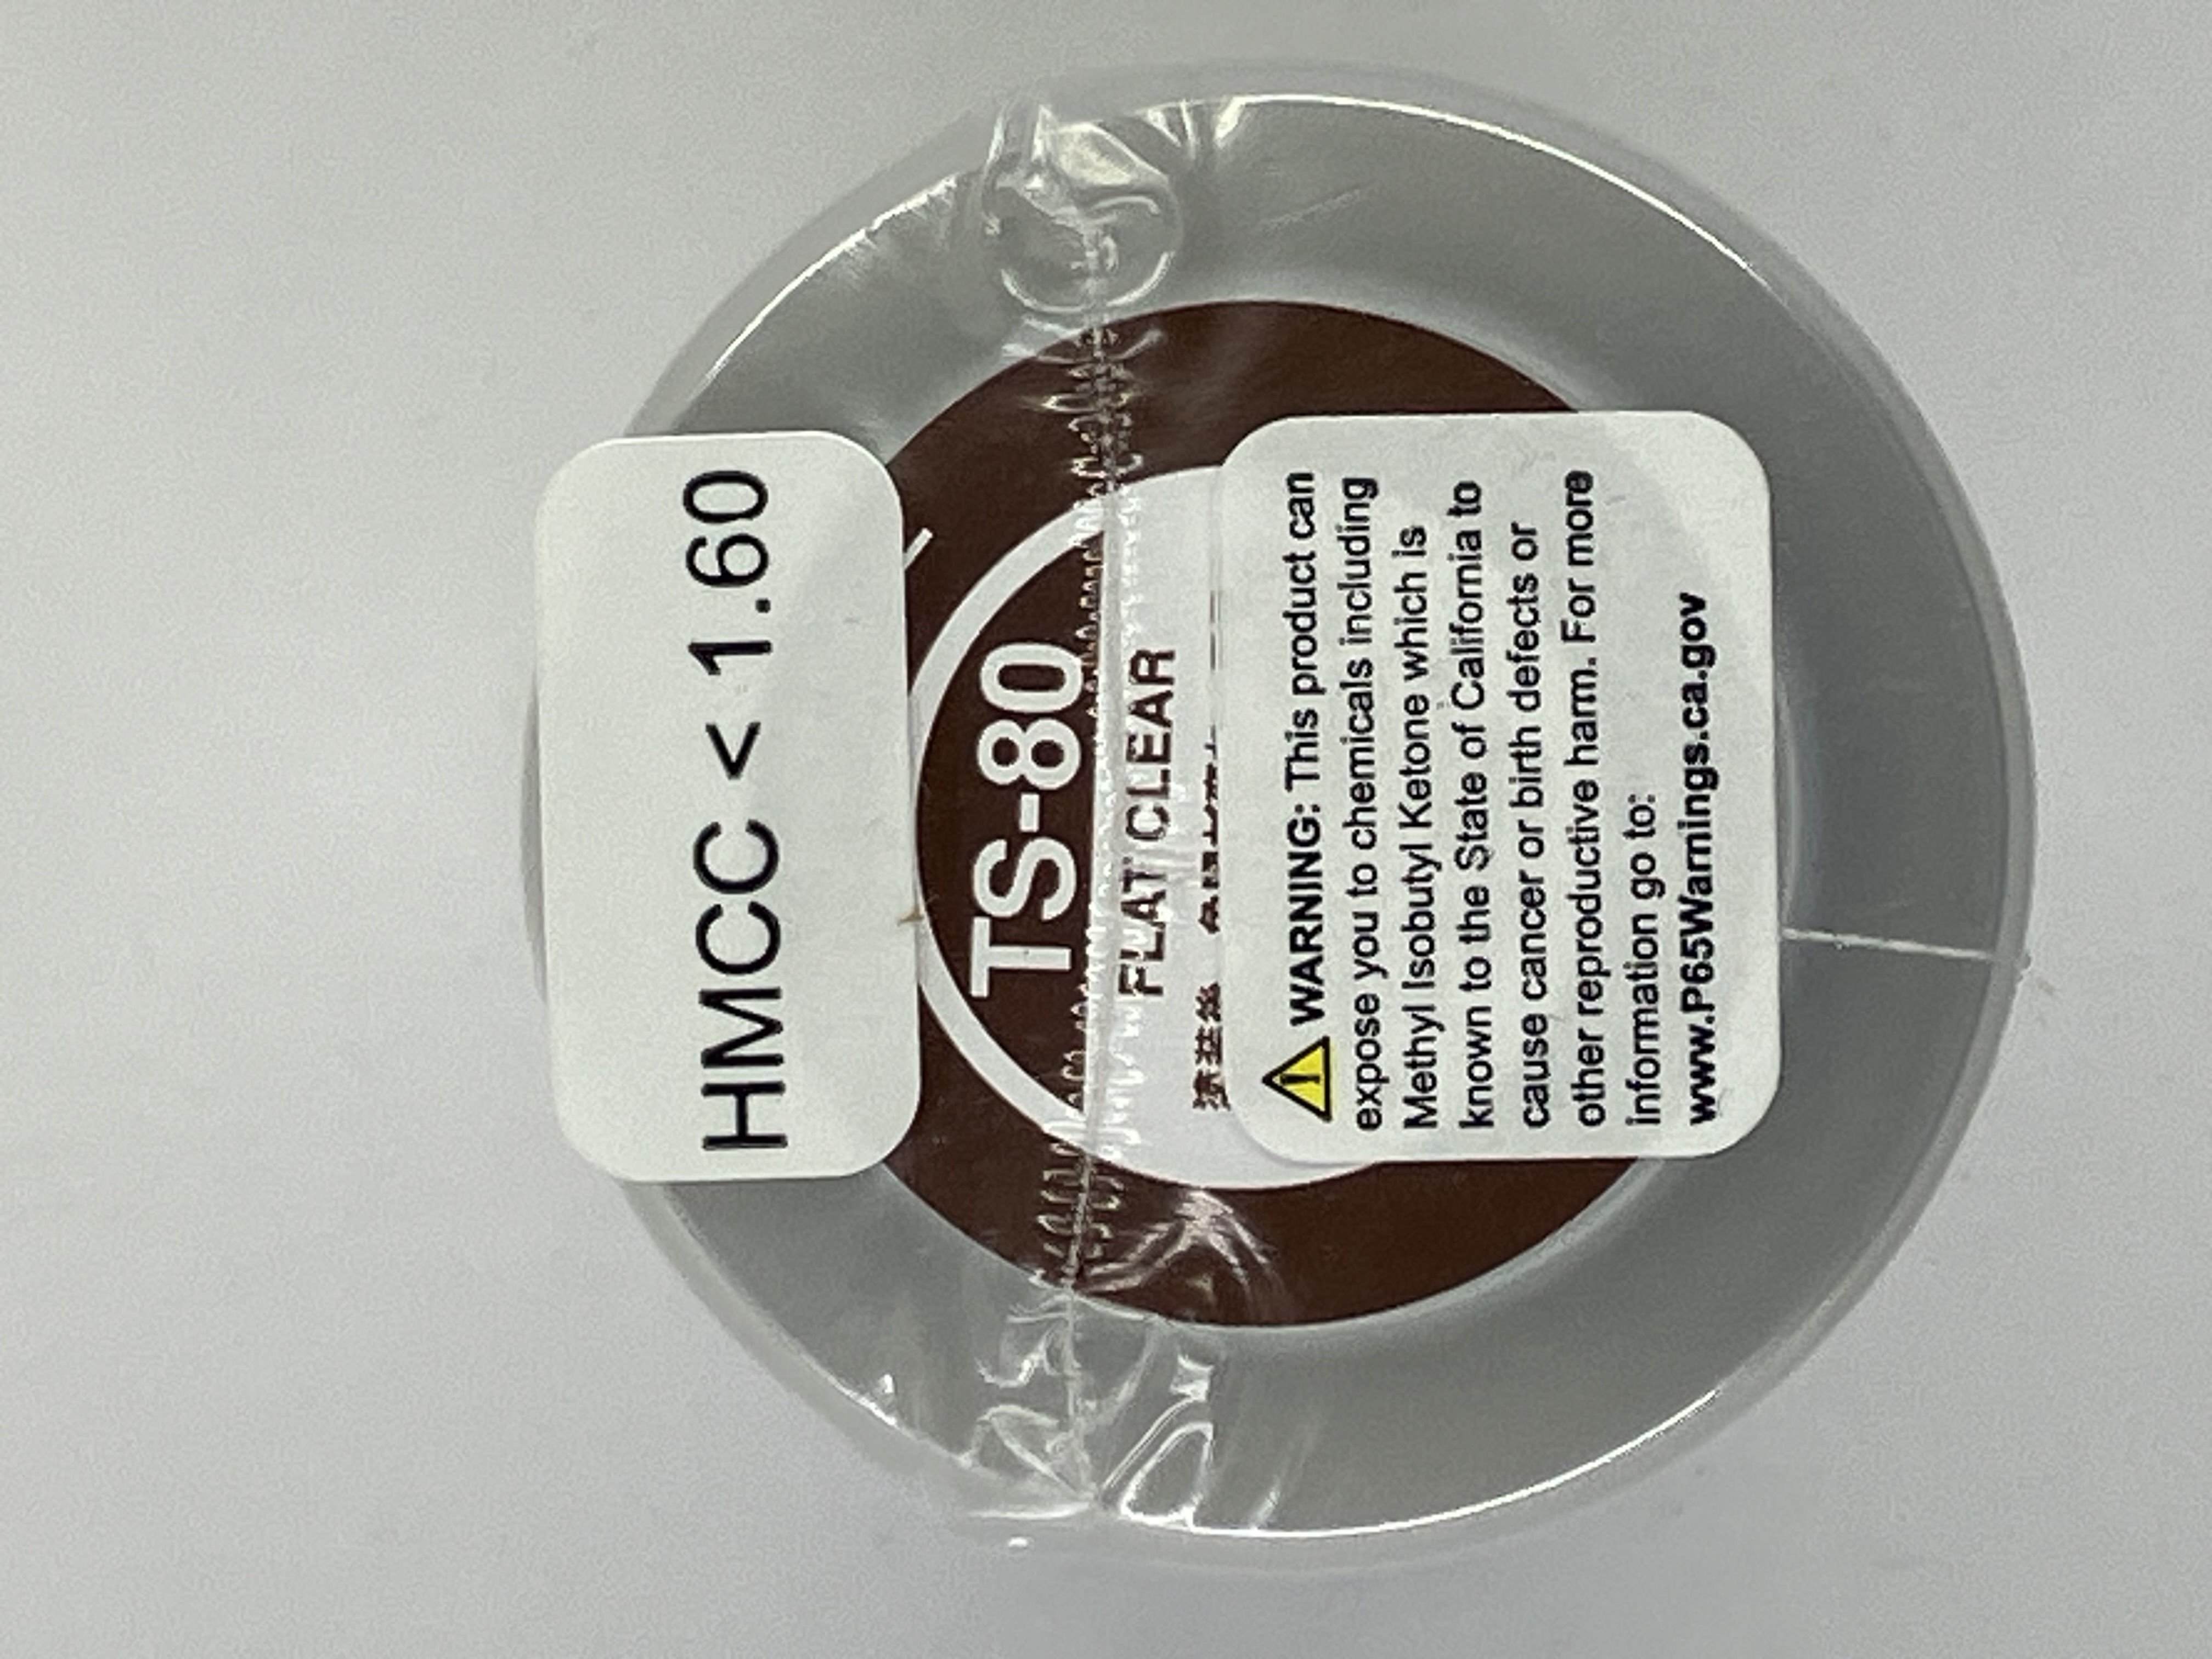 HMCC < 1.60
TS-80
FLAT CLEAR
WARNING: This product can
expose you to chemicals including
Methyl Isobutyl Ketone which is
known to the State of California to
cause cancer or birth defects or
other reproductive harm. For more
information go to:
www.P65Warnings.ca.gov